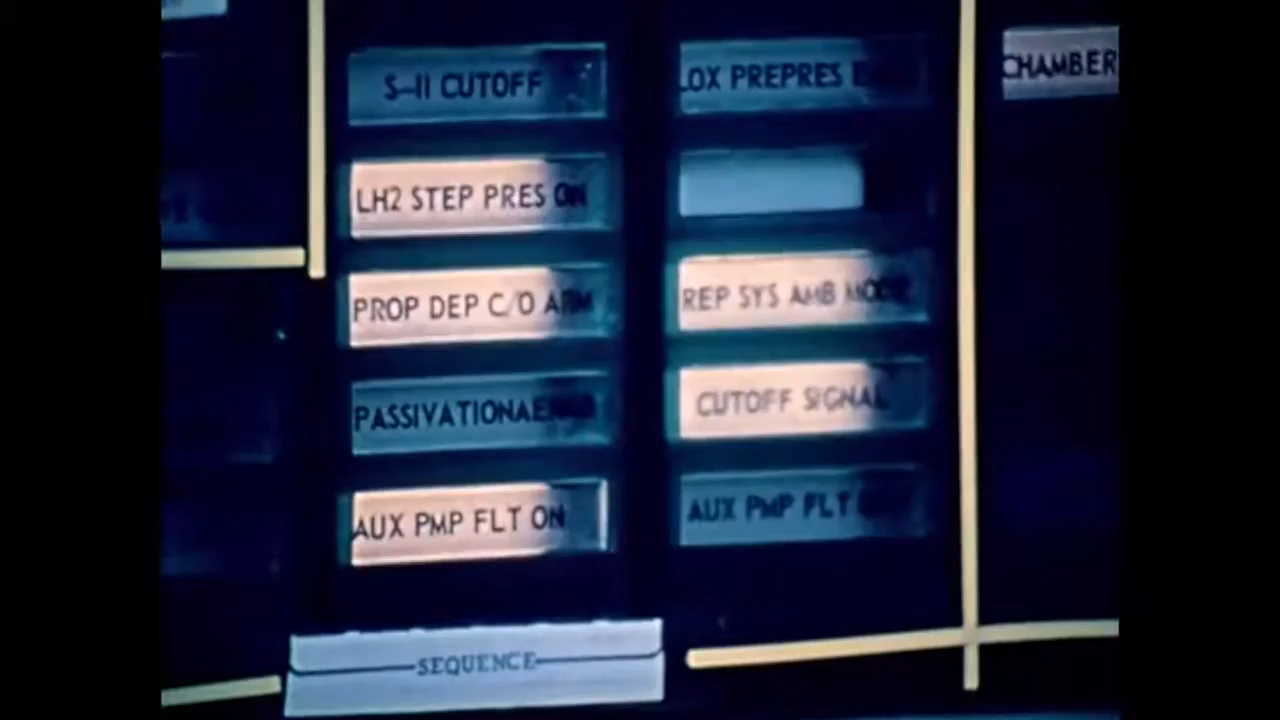 S-II CUTOFF
LH2 STEP PRES ON
PROP DEP C/O ARM
PASSIVATION
AUX PMP FLT ON
LOX PREPRES
REP SYS AMB MODE
CUTOFF SIGNAL
AUX PMP FLT
CHAMBER
SEQUENCE